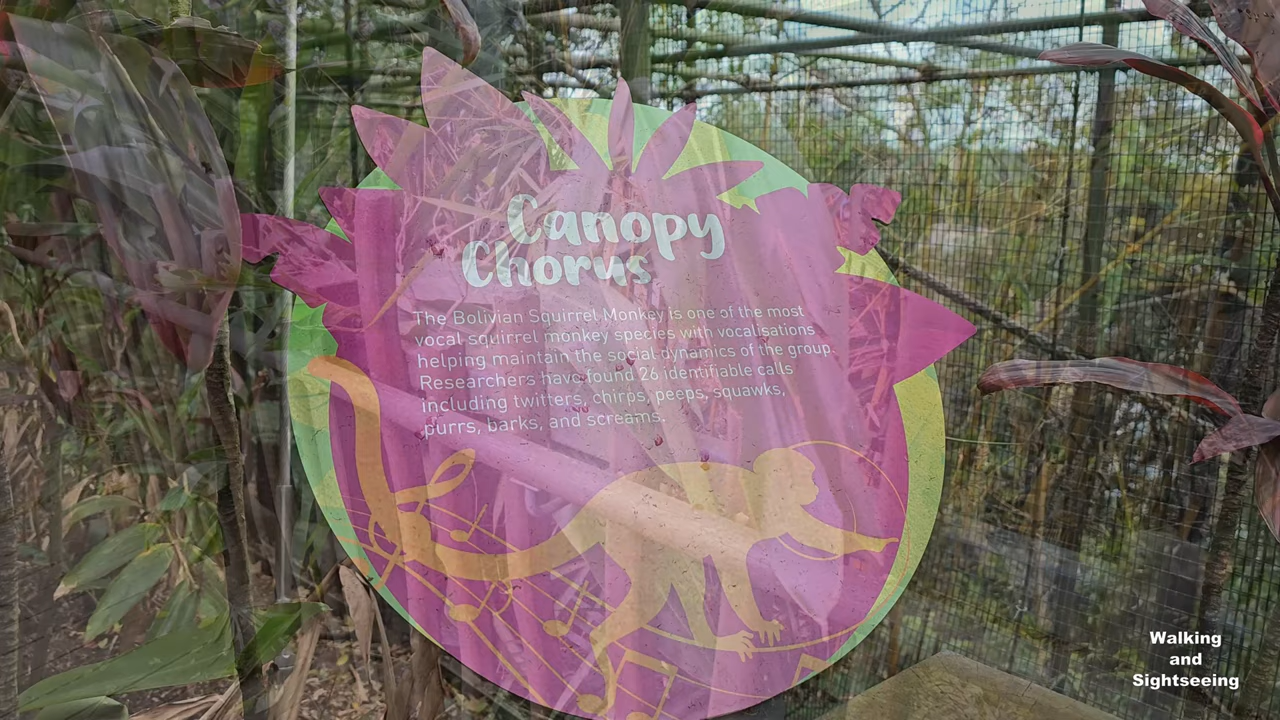 Canopy
Chorus
The Bolivian Squirrel Monkey is one of the most
vocal squirrel monkey species with vocalisations
helping maintain the social dynamics of the group.
Researchers have found 26 identifiable calls
including twitters, chirps, peeps, squawks,
purrs, barks, and screams.
Walking
and
Sightseeing